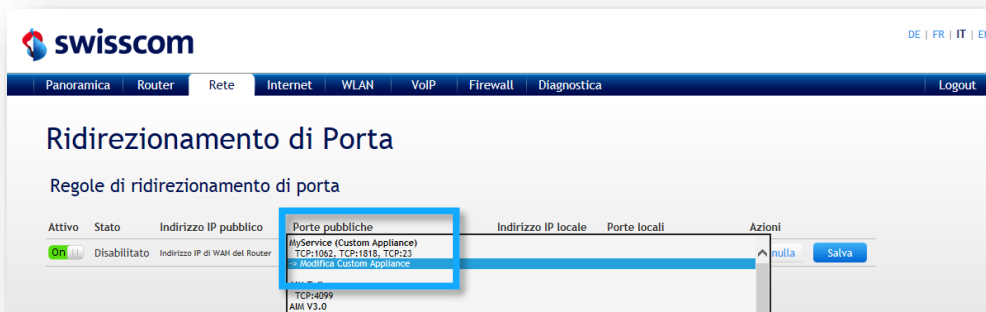 swisscom
DE | FR | IT | EN
Panoramica Router Rete Internet WLAN VoIP Firewall Diagnostica Logout
Ridirezionamento di Porta
Regole di ridirezionamento di porta
Attivo Stato Indirizzo IP pubblico Porte pubbliche Indirizzo IP locale Porte locali Azioni
On Disabilitato Indirizzo IP di WAN del Router nulla Salva
MyService (Custom Appliance)
TCP:1062, TCP:1818, TCP:23
-> Modifica Custom Appliance
TCP:4099
AIM V3.0